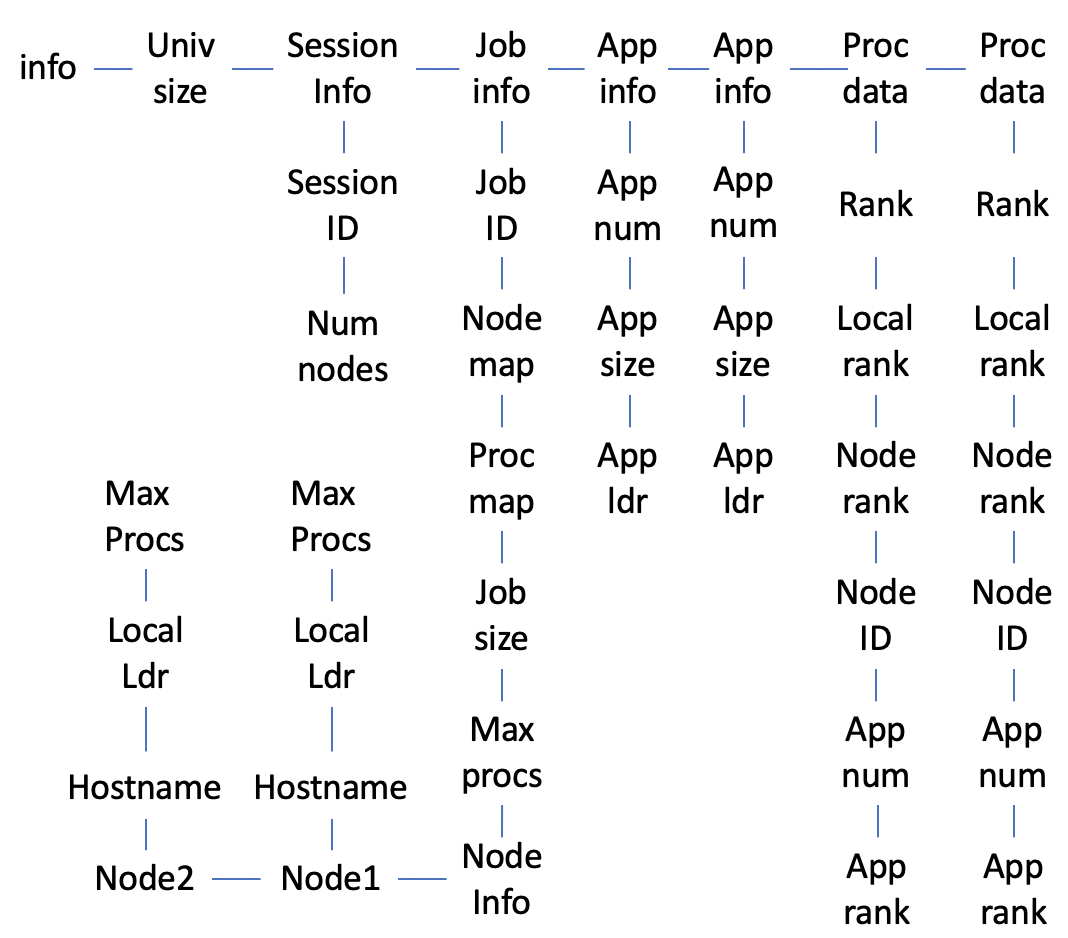 info
Univ
size
Session
Info
Job
info
App
info
App
info
Proc
data
Proc
data
Session
ID
Job
ID
App
num
App
num
Rank
Rank
Num
nodes
Node
map
App
size
App
size
Local
rank
Local
rank
Max
Procs
Max
Procs
Proc
map
App
ldr
App
ldr
Node
rank
Node
rank
Local
Ldr
Local
Ldr
Job
size
Node
ID
Node
ID
Hostname
Hostname
Max
procs
App
num
App
num
Node2
Node1
Node
Info
App
rank
App
rank